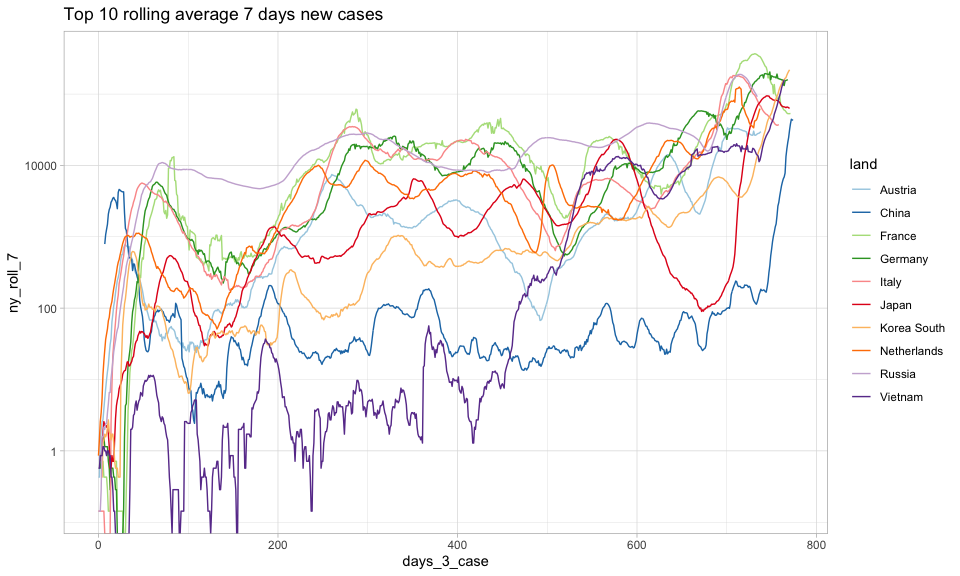 Top 10 rolling average 7 days new cases
ny_roll_7
10000
100
1
0
200
400
600
800
days_3_case
land
Austria
China
France
Germany
Italy
Japan
Korea South
Netherlands
Russia
Vietnam